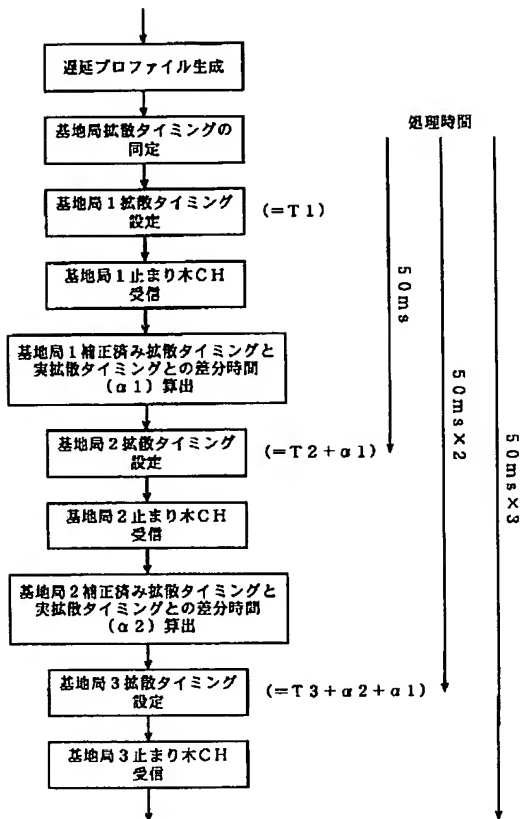 遅延プロファイル生成
基地局拡散タイミングの
同定
処理時間
基地局1拡散タイミング
設定
(=T1)
基地局1止まり木CH
受信
50ms
基地局1補正済み拡散タイミングと
実拡散タイミングとの差分時間
(α1)算出
50ms×2
基地局2拡散タイミング
設定
(=T2+α1)
50ms×3
基地局2止まり木CH
受信
基地局2補正済み拡散タイミングと
実拡散タイミングとの差分時間
(α2)算出
基地局3拡散タイミング
設定
(=T3+α2+α1)
基地局3止まり木CH
受信